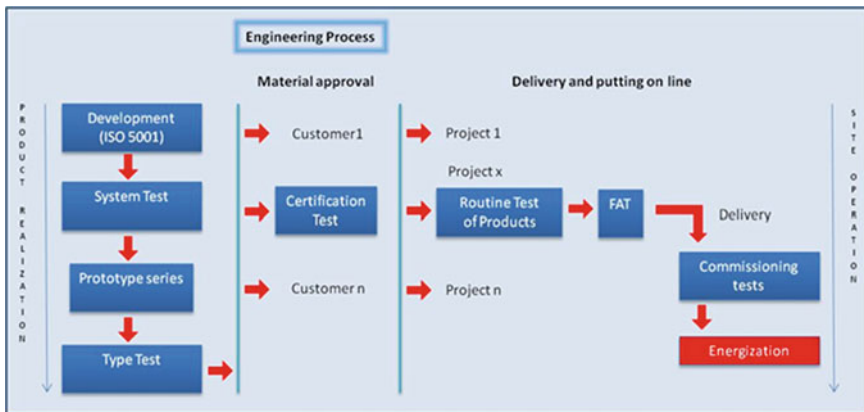 Engineering Process
Material approval
Delivery and putting on line
PRODUCT REALIZATION
Development
(ISO 5001)
System Test
Prototype series
Type Test
Customer1
Certification
Test
Customer n
Project 1
Project x
Routine Test
of Products
Project n
FAT
Delivery
Commissioning
tests
Energization
SITE OPERATION